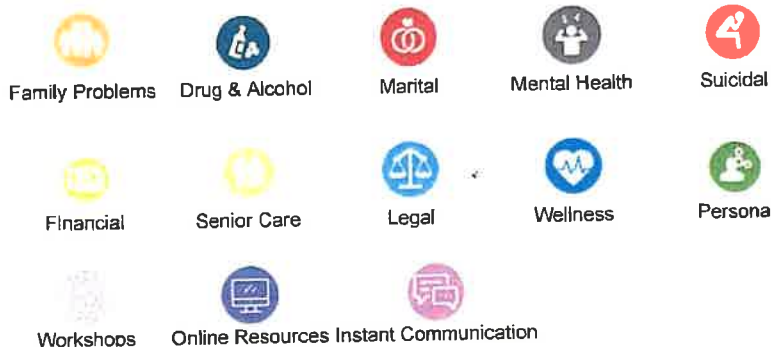 Family Problems Drug & Alcohol Marital Mental Health Suicidal
Financial Senior Care Legal Wellness Persona
Workshops Online Resources Instant Communication